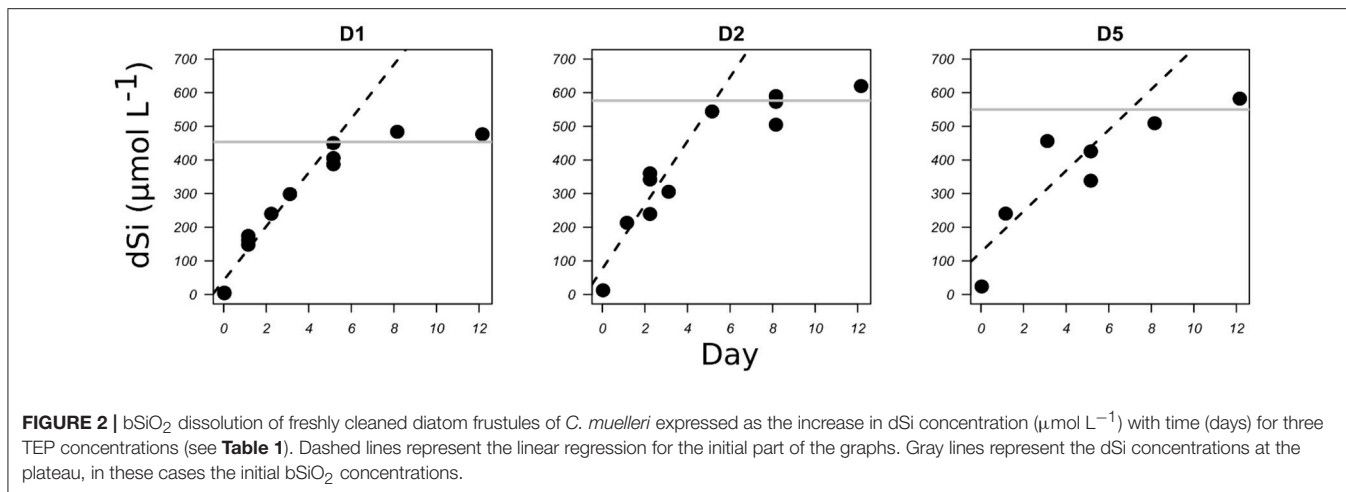 D1
D2
D5
dSi (µmol L⁻¹)
700
600
500
400
300
200
100
0
0 2 4 6 8 10 12
700
600
500
400
300
200
100
0
0 2 4 6 8 10 12
700
600
500
400
300
200
100
0
0 2 4 6 8 10 12
Day
FIGURE 2 | bSiO₂ dissolution of freshly cleaned diatom frustules of C. muelleri expressed as the increase in dSi concentration (µmol L⁻¹) with time (days) for three
TEP concentrations (see Table 1). Dashed lines represent the linear regression for the initial part of the graphs. Gray lines represent the dSi concentrations at the
plateau, in these cases the initial bSiO₂ concentrations.